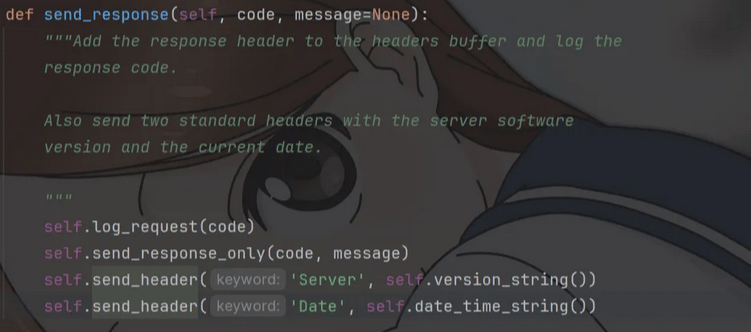 def send_response(self, code, message=None):
    """Add the response header to the headers buffer and log the
    response code.

    Also send two standard headers with the server software
    version and the current date.

    """
    self.log_request(code)
    self.send_response_only(code, message)
    self.send_header( keyword: 'Server', self.version_string())
    self.send_header( keyword: 'Date', self.date_time_string())